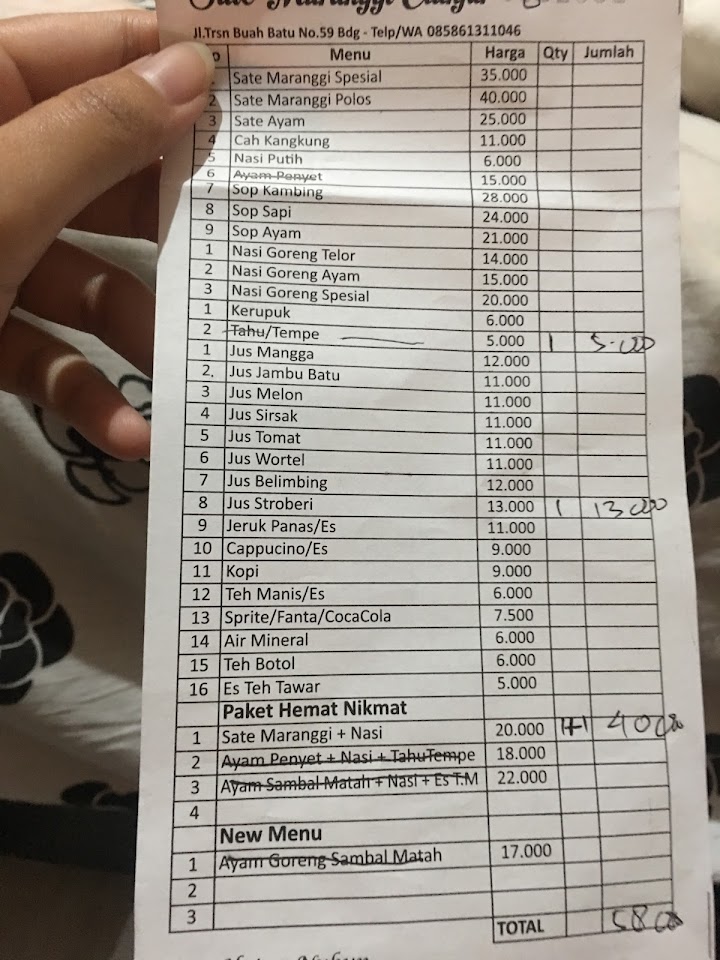 Jl.Trsn Buah Batu No.59 Bdg - Telp/WA 085861311046
Menu Harga Qty Jumlah
Sate Maranggi Spesial 35.000
2 Sate Maranggi Polos 40.000
3 Sate Ayam 25.000
4 Cah Kangkung 11.000
5 Nasi Putih 6.000
6 Ayam Penyet 15.000
7 Sop Kambing 28.000
8 Sop Sapi 24.000
9 Sop Ayam 21.000
1 Nasi Goreng Telor 14.000
2 Nasi Goreng Ayam 15.000
3 Nasi Goreng Spesial 20.000
1 Kerupuk 6.000
2 Tahu/Tempe 5.000 1 5.000
1 Jus Mangga 12.000
2. Jus Jambu Batu 11.000
3 Jus Melon 11.000
4 Jus Sirsak 11.000
5 Jus Tomat 11.000
6 Jus Wortel 11.000
7 Jus Belimbing 12.000
8 Jus Stroberi 13.000 1 13000
9 Jeruk Panas/Es 11.000
10 Cappucino/Es 9.000
11 Kopi 9.000
12 Teh Manis/Es 6.000
13 Sprite/Fanta/CocaCola 7.500
14 Air Mineral 6.000
15 Teh Botol 6.000
16 Es Teh Tawar 5.000
Paket Hemat Nikmat
1 Sate Maranggi + Nasi 20.000 1+1 40000
2 Ayam Penyet + Nasi + TahuTempe 18.000
3 Ayam Sambal Matah + Nasi + Es T.M 22.000
4
New Menu
1 Ayam Goreng Sambal Matah 17.000
2
3
TOTAL 58000